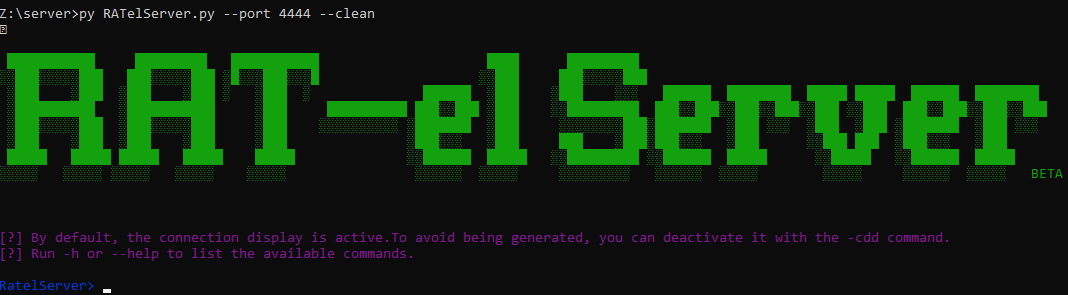 Z:\server>py RATelServer.py --port 4444 --clean
RAT-el Server
BETA
[?] By default, the connection display is active.To avoid being generated, you can deactivate it with the -cdd command.
[?] Run -h or --help to list the available commands.
RatelServer>